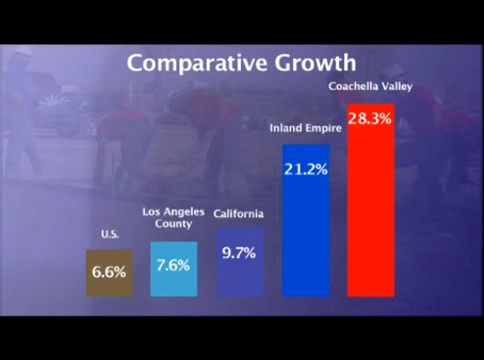 Comparative Growth
Coachella Valley
28.3%
Inland Empire
21.2%
Los Angeles
County
7.6%
California
9.7%
U.S.
6.6%